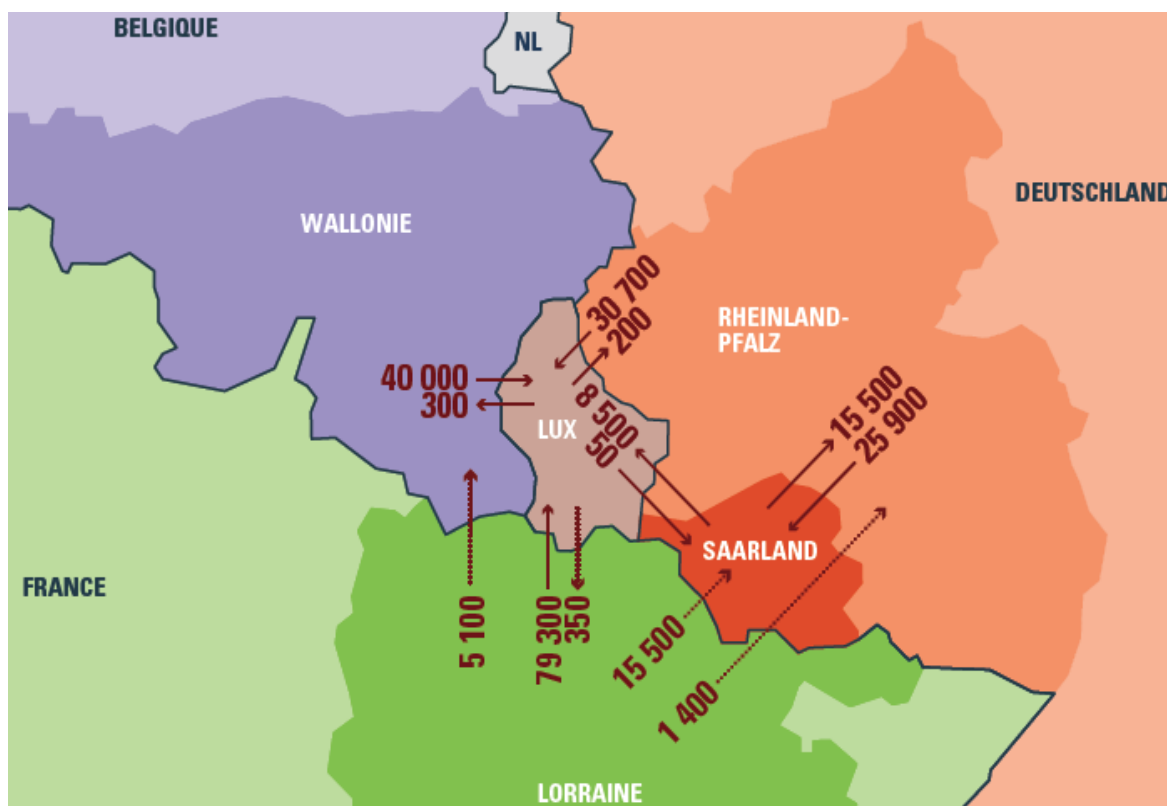 BELGIQUE
NL
DEUTSCHLAND
WALLONIE
30 700
200
RHEINLAND-
PFALZ
40 000
300
8 500
50
LUX
15 500
25 900
SAARLAND
FRANCE
5 100
79 300
350
15 500
1 400
LORRAINE